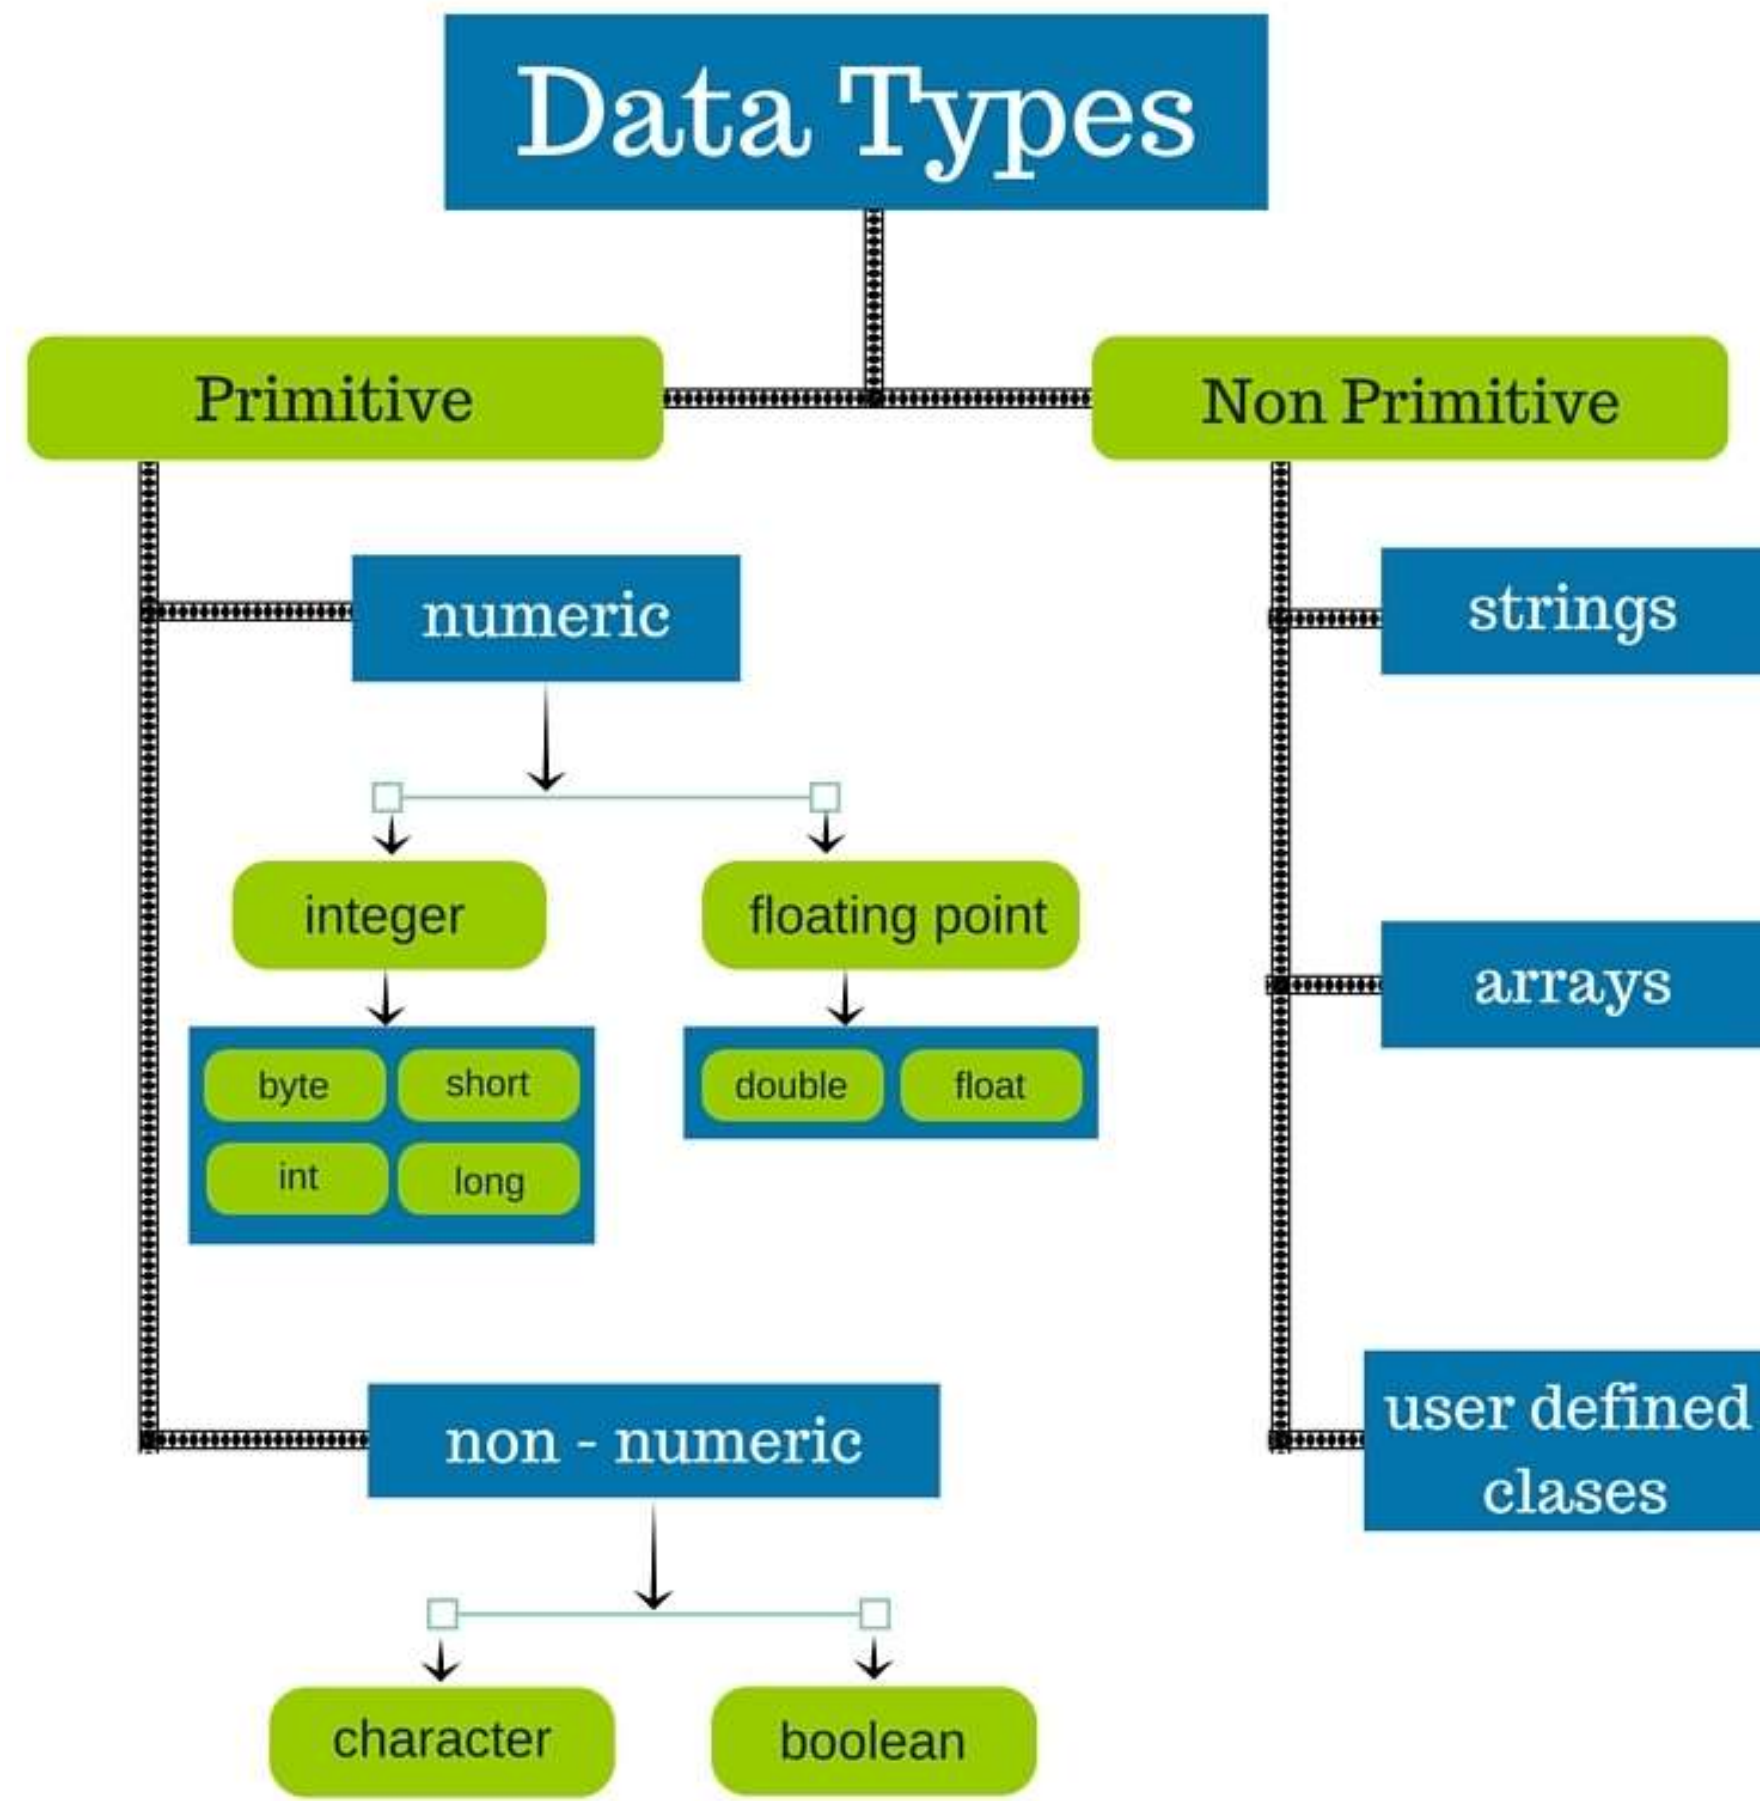 Data Types
Primitive
Non Primitive
numeric
strings
integer
floating point
arrays
byte
short
double
float
int
long
non - numeric
user defined
clases
character
boolean